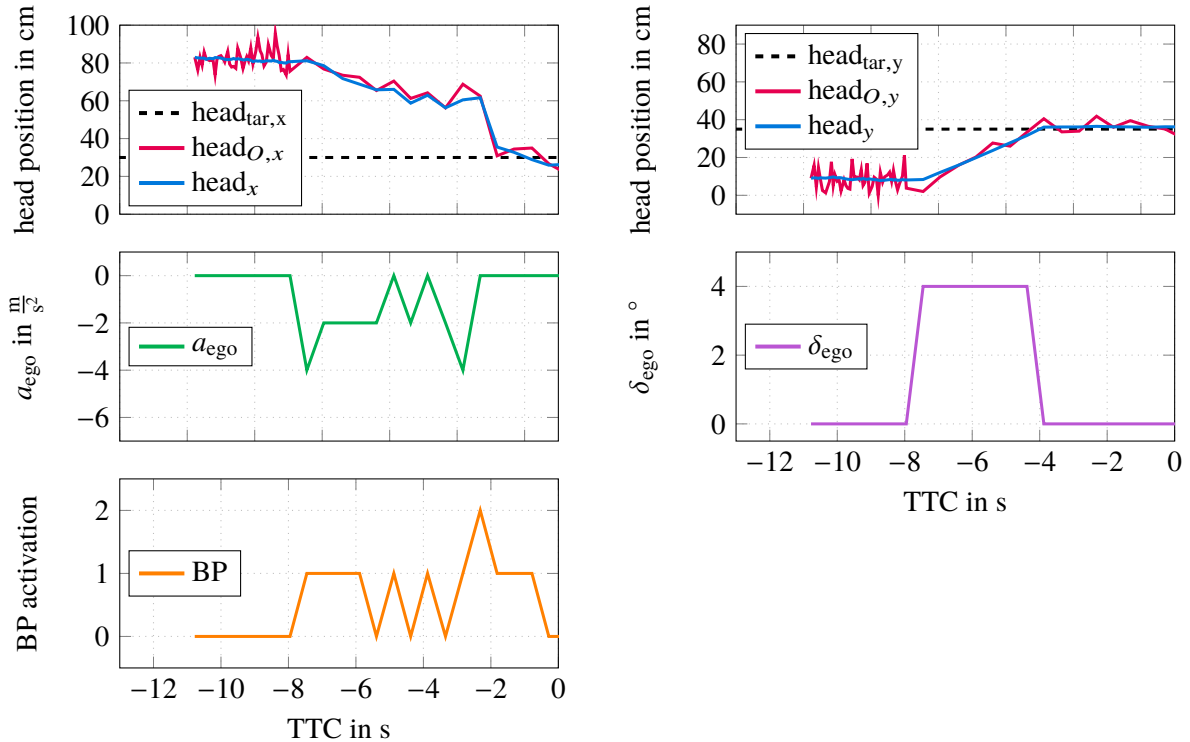 head position in cm
100
80
60
40
20
0
head_tar,x
head_O,x
head_x
head position in cm
80
60
40
20
0
head_tar,y
head_O,y
head_y
a_ego in m/s²
0
−2
−4
−6
a_ego
δ_ego in °
4
2
0
δ_ego
−12 −10 −8 −6 −4 −2 0
TTC in s
BP activation
2
1
0
BP
−12 −10 −8 −6 −4 −2 0
TTC in s